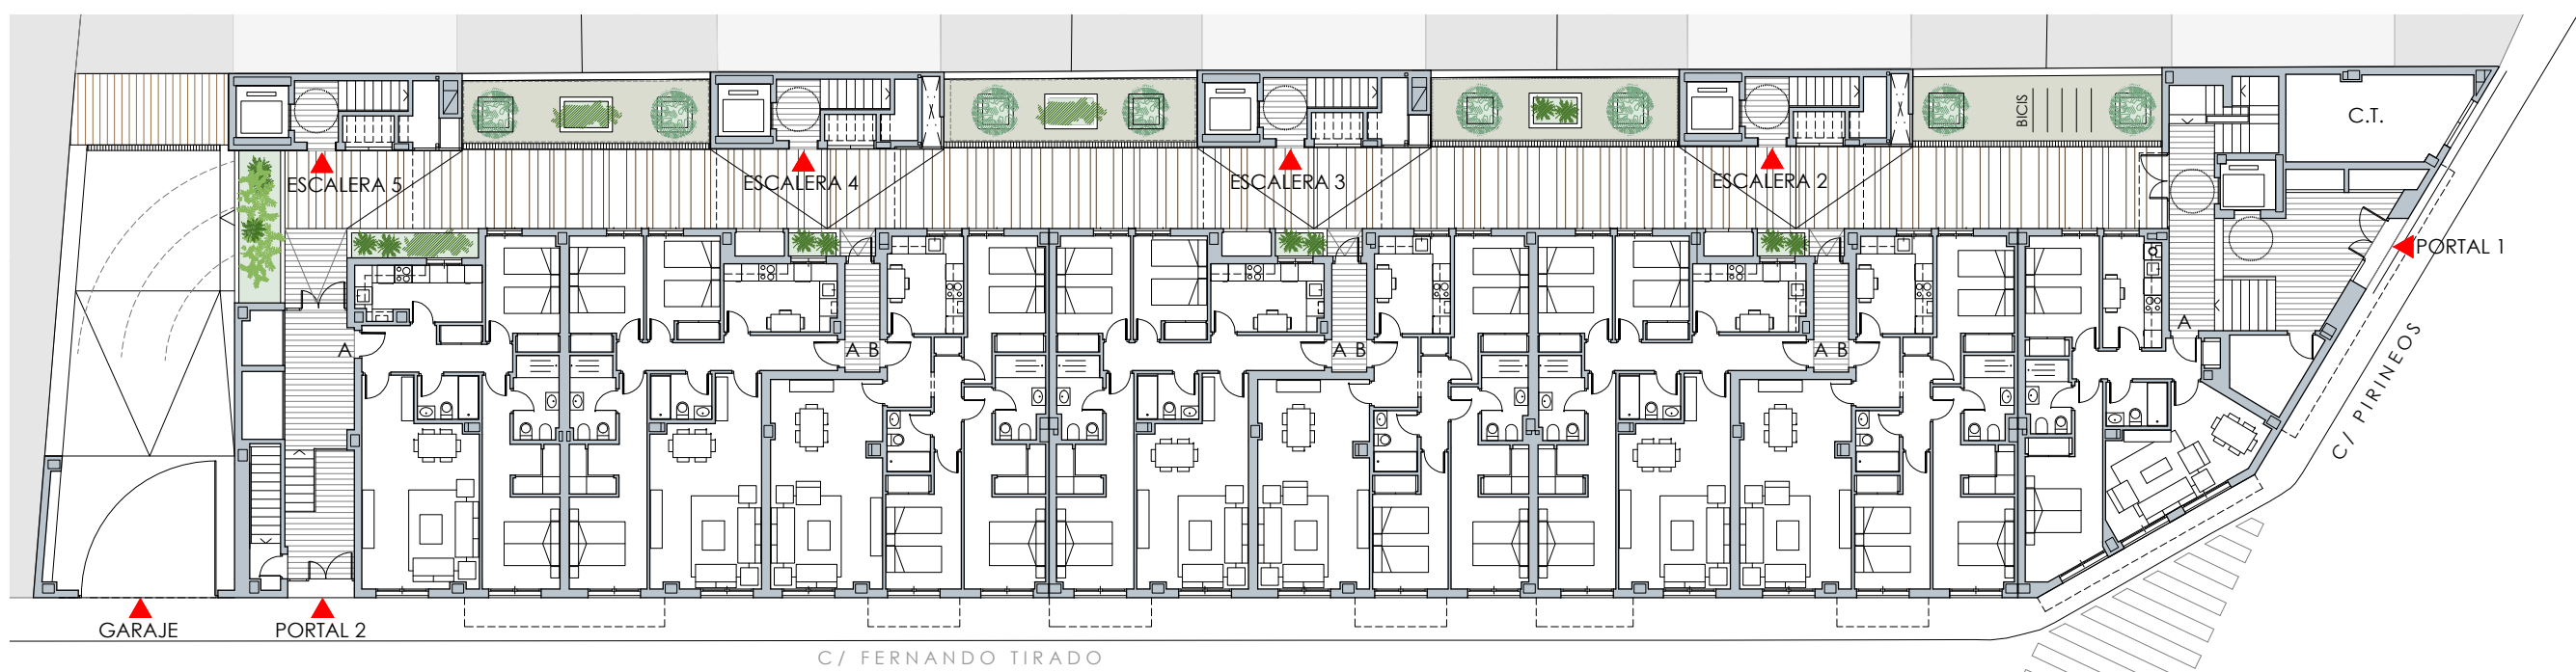 C.T.
BICIS
ESCALERA 5
ESCALERA 4
ESCALERA 3
ESCALERA 2
PORTAL 1
A
A
A B
A B
A B
C/ PIRINEOS
GARAJE
PORTAL 2
C/ FERNANDO TIRADO